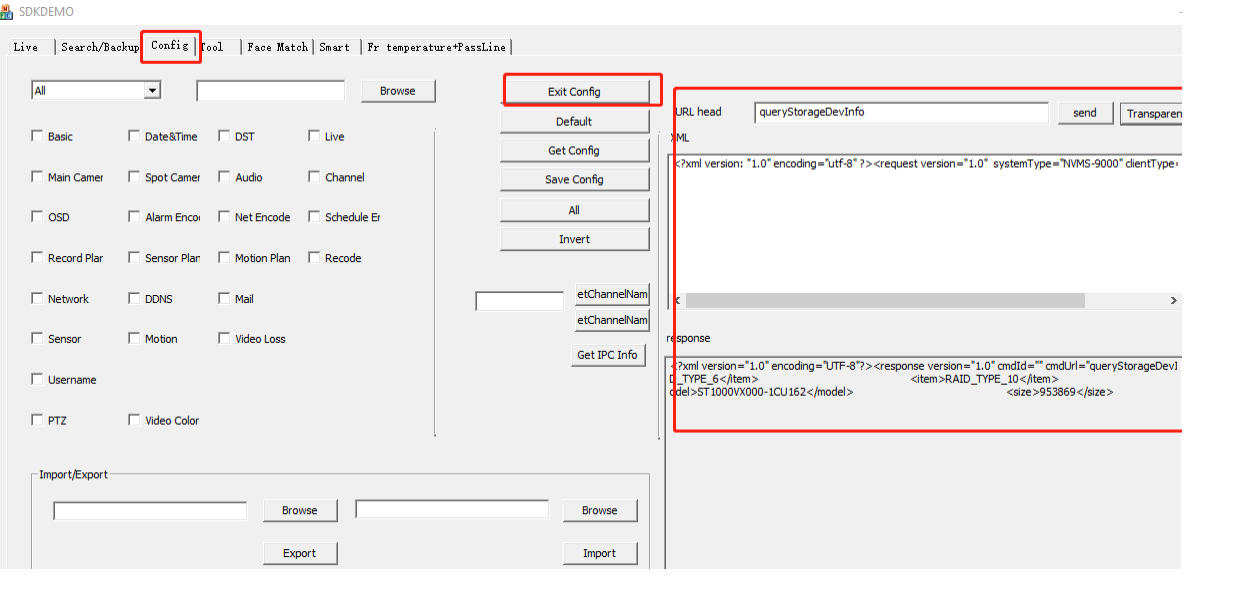 SDKDEMO
Live Search/Backup Config Tool Face Match Smart Fr temperature+PassLine
All Browse Exit Config
URL head queryStorageDevInfo send Transparen
Default
XML
Basic Date&Time DST Live
Get Config
<?xml version: "1.0" encoding="utf-8" ?><request version="1.0" systemType="NVMS-9000" clientType=
Main Camer Spot Camer Audio Channel
Save Config
All
OSD Alarm Enco Net Encode Schedule Er
Invert
Record Plar Sensor Plan Motion Plan Recode
Network DDNS Mail
etChannelNam
etChannelNam
Sensor Motion Video Loss
response
Get IPC Info
<?xml version="1.0" encoding="UTF-8"?><response version="1.0" cmdId="" cmdUrl="queryStorageDevI
Username
D_TYPE_6</item> <item>RAID_TYPE_10</item>
odel>ST1000VX000-1CU162</model> <size>953869</size>
PTZ Video Color
Import/Export
Browse Browse
Export Import